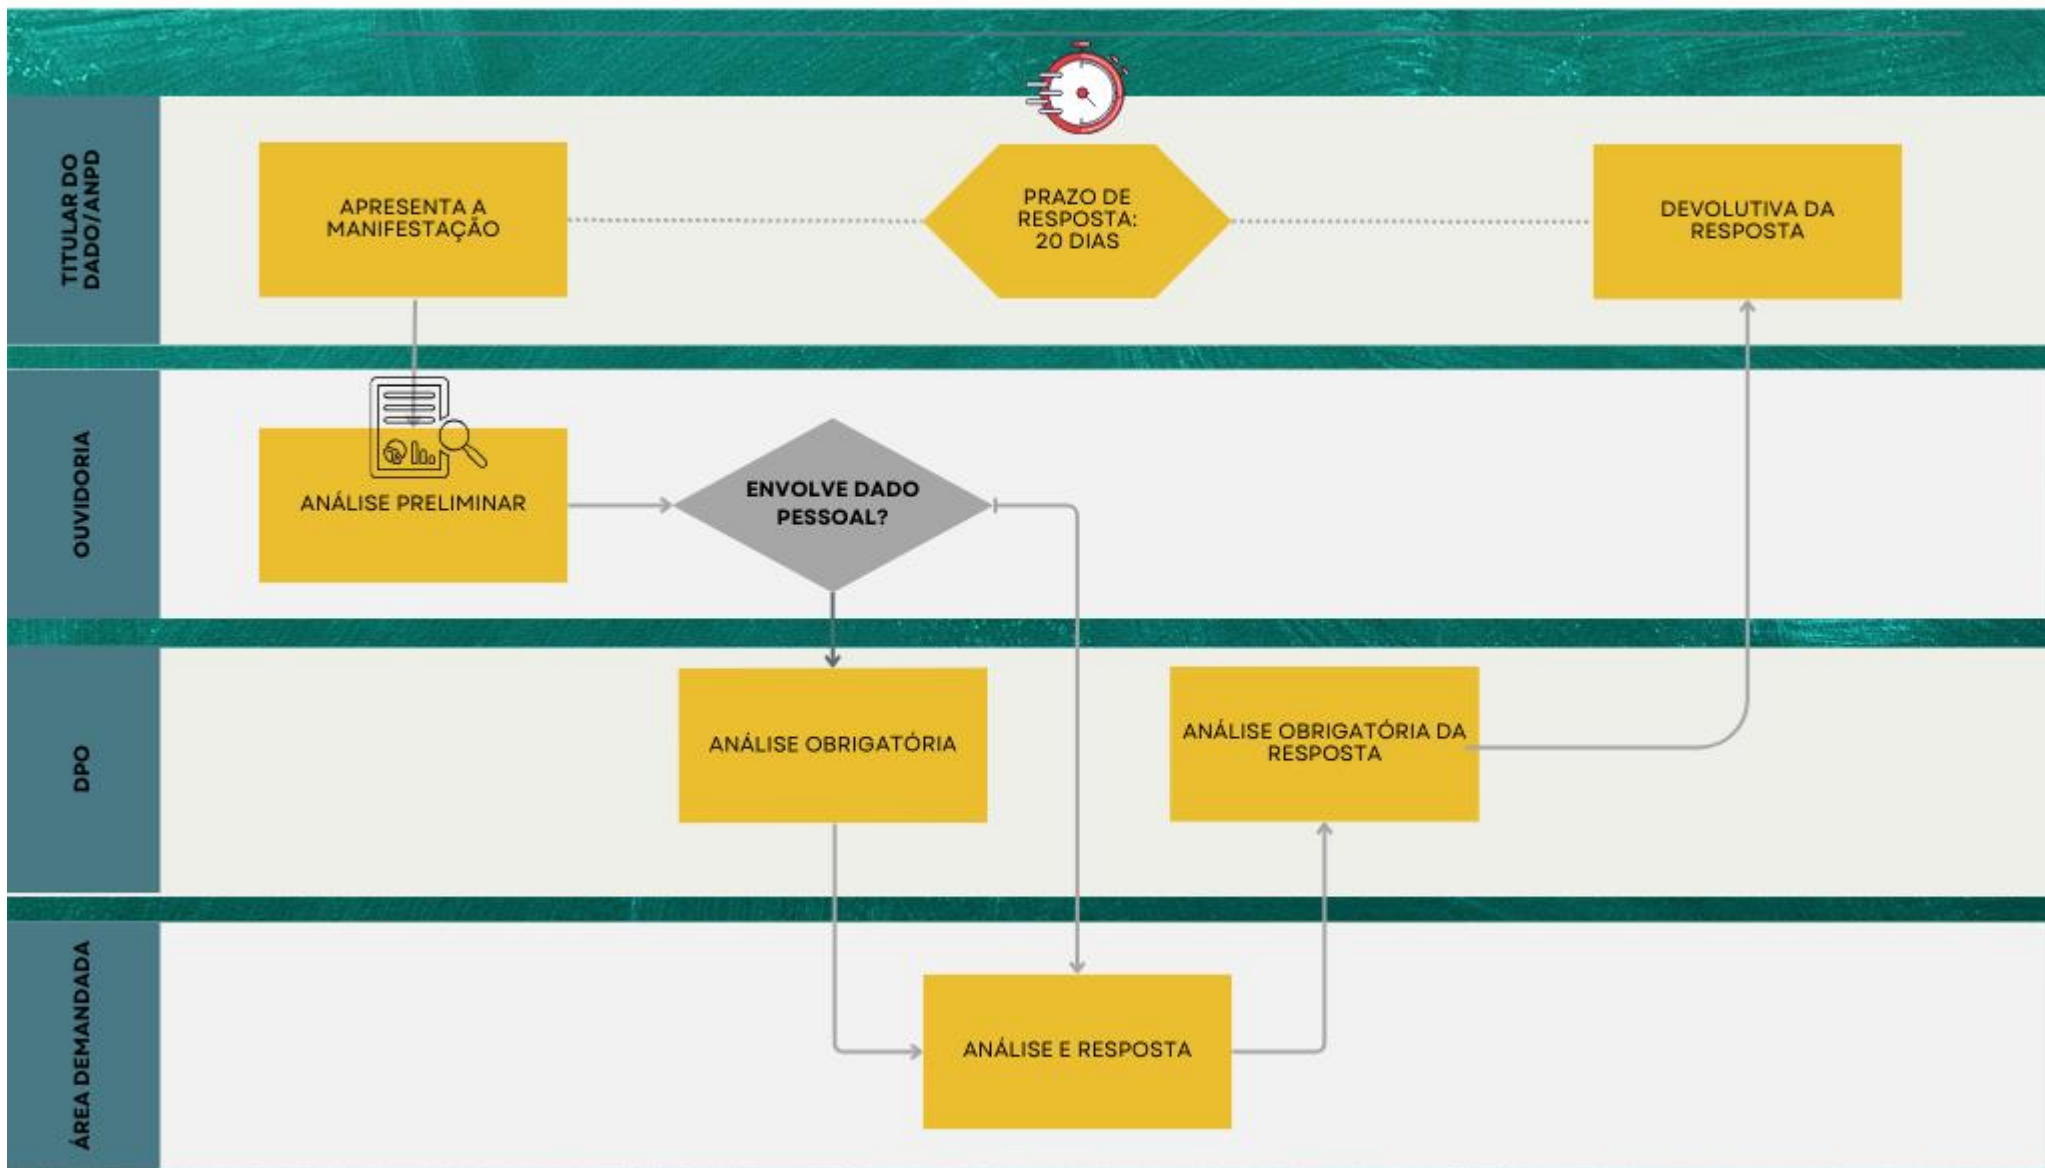 TITULAR DO
DADO/ANPD
APRESENTA A
MANIFESTAÇÃO
PRAZO DE
RESPOSTA:
20 DIAS
DEVOLUTIVA DA
RESPOSTA
OUVIDORIA
ANÁLISE PRELIMINAR
ENVOLVE DADO
PESSOAL?
DPO
ANÁLISE OBRIGATÓRIA
ANÁLISE OBRIGATÓRIA DA
RESPOSTA
ÁREA DEMANDADA
ANÁLISE E RESPOSTA